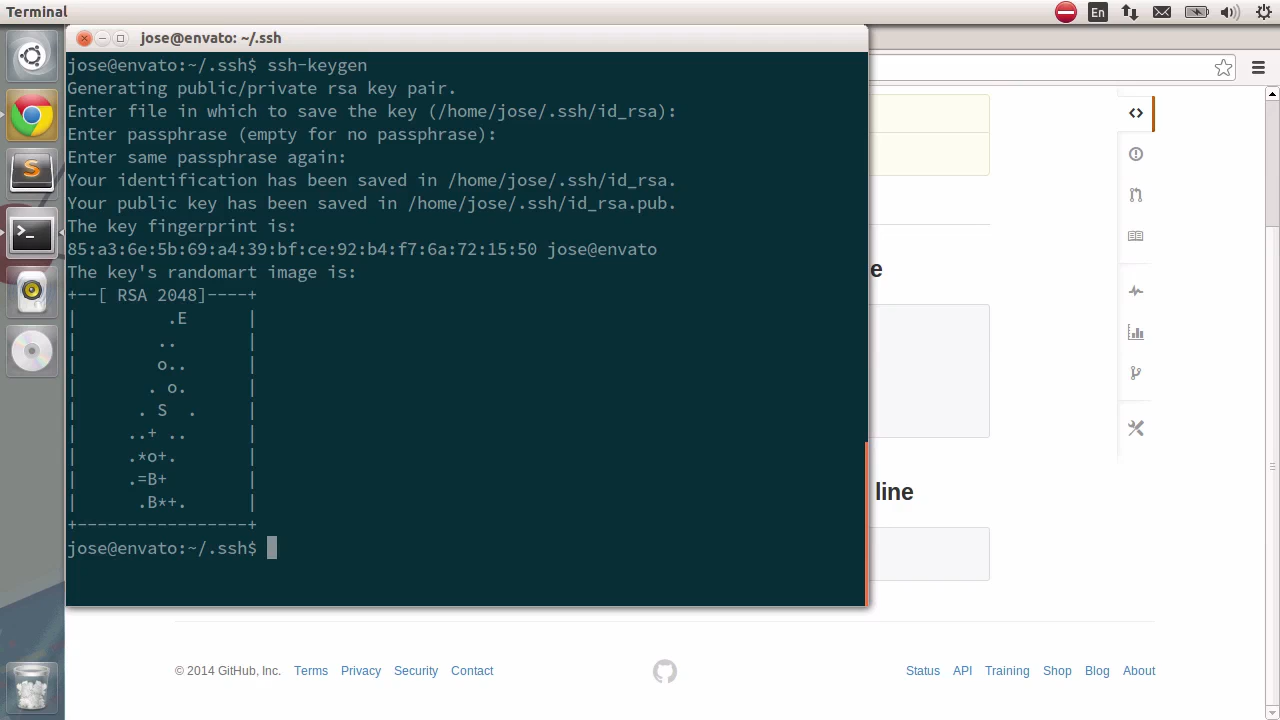 Terminal
En
jose@envato: ~/.ssh
jose@envato:~/.ssh$ ssh-keygen
Generating public/private rsa key pair.
Enter file in which to save the key (/home/jose/.ssh/id_rsa):
Enter passphrase (empty for no passphrase):
Enter same passphrase again:
Your identification has been saved in /home/jose/.ssh/id_rsa.
Your public key has been saved in /home/jose/.ssh/id_rsa.pub.
The key fingerprint is:
85:a3:6e:5b:69:a4:39:bf:ce:92:b4:f7:6a:72:15:50 jose@envato
The key's randomart image is:
+--[ RSA 2048]----+
|         .E      |
|        ..       |
|        o..      |
|       . o.      |
|      . S  .     |
|     ..+ ..      |
|     .*o+.       |
|     .=B+        |
|      .B*+.      |
+-----------------+
jose@envato:~/.ssh$
e
line
© 2014 GitHub, Inc. Terms Privacy Security Contact Status API Training Shop Blog About